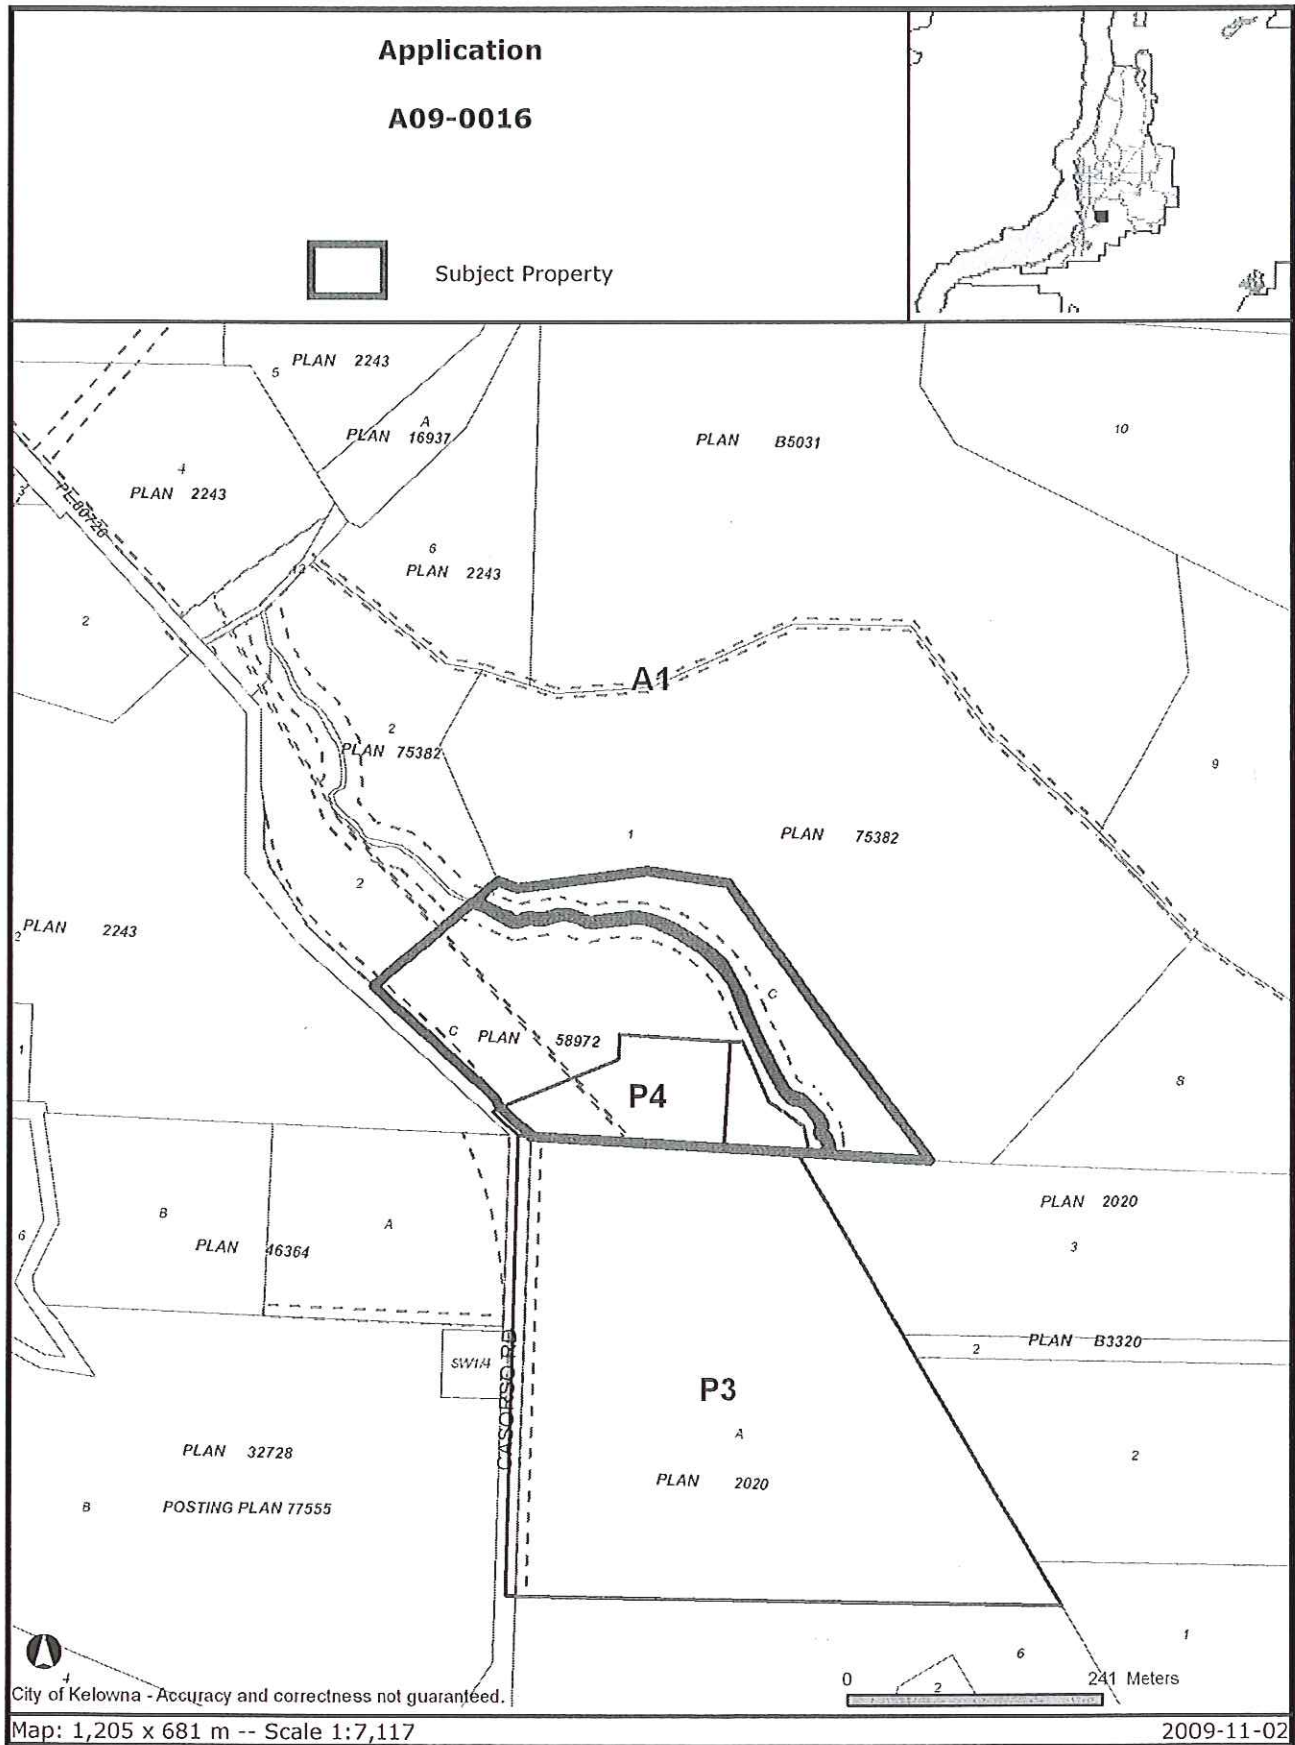 Application
A09-0016
Subject Property
5
PLAN 2243
A
PLAN 16937
PLAN B5031
10
4
PLAN 2243
3
PL 80720
6
PLAN 2243
13
2
A1
2
PLAN 75382
9
1
PLAN 75382
2
2
PLAN 2243
C
C
PLAN 58972
1
P4
8
PLAN 2020
3
B
A
6
PLAN 46364
PLAN B3320
2
SW1/4
CASORSO RD
P3
A
2
PLAN 32728
PLAN 2020
B
POSTING PLAN 77555
1
6
4
0
2
241 Meters
City of Kelowna - Accuracy and correctness not guaranteed.
Map: 1,205 x 681 m -- Scale 1:7,117
2009-11-02